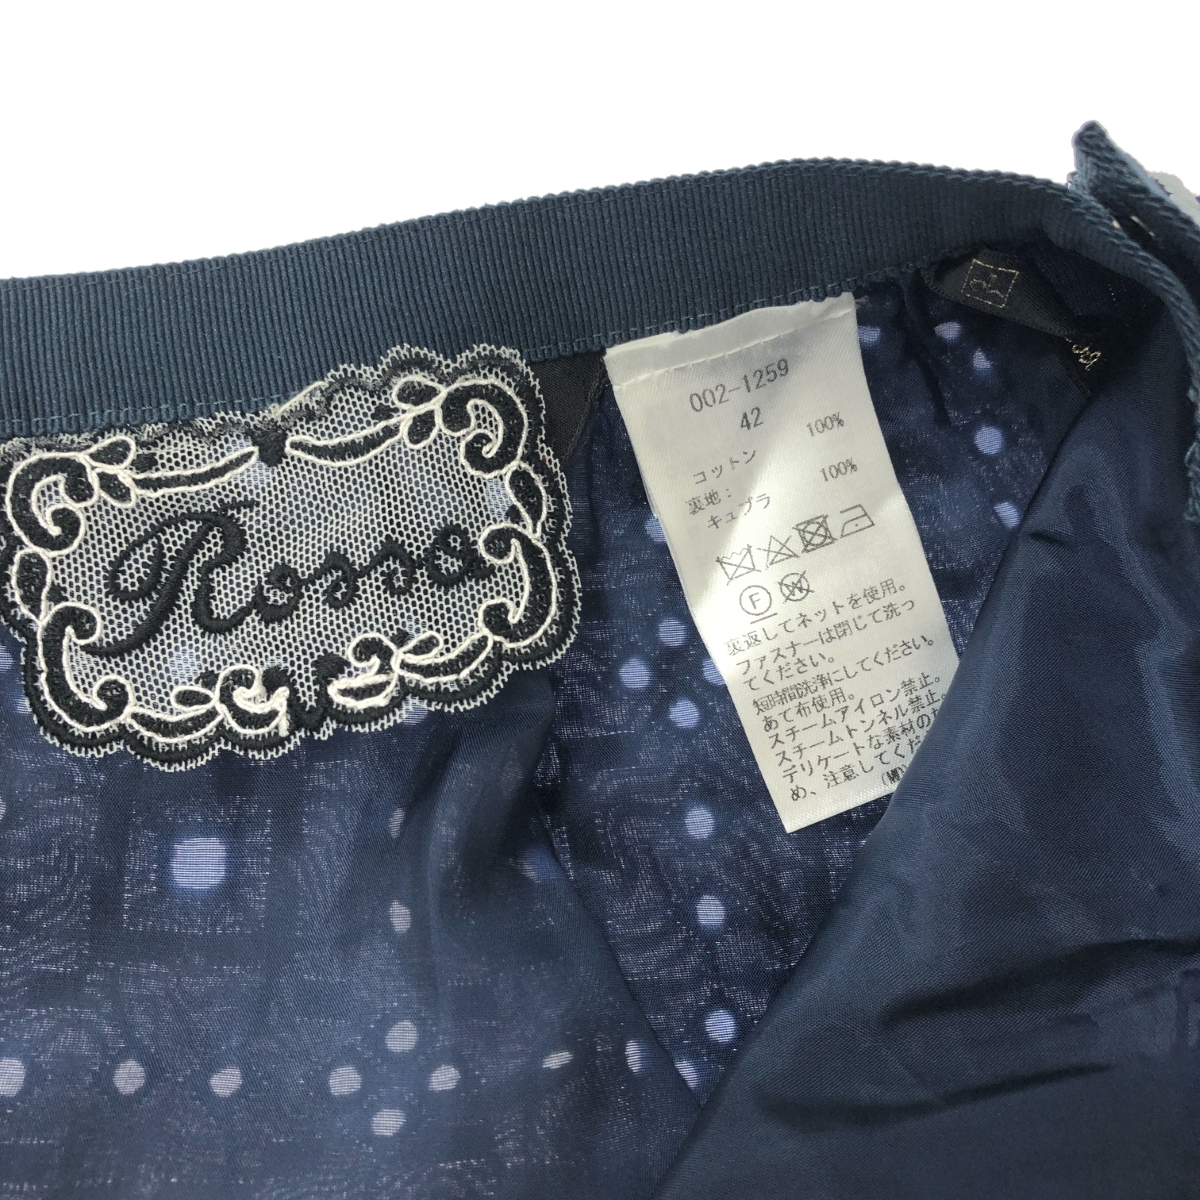 Rosso
002-1259
42
100%
コットン
裏地: 100%
キュプラ
F
W
裏返してネットを使用。
ファスナーは閉じて洗っ
てください。
短時間洗浄にしてください。
あて布使用。
スチームアイロン禁止。
スチームトンネル禁止。
デリケートな素材の
め、注意してくだ